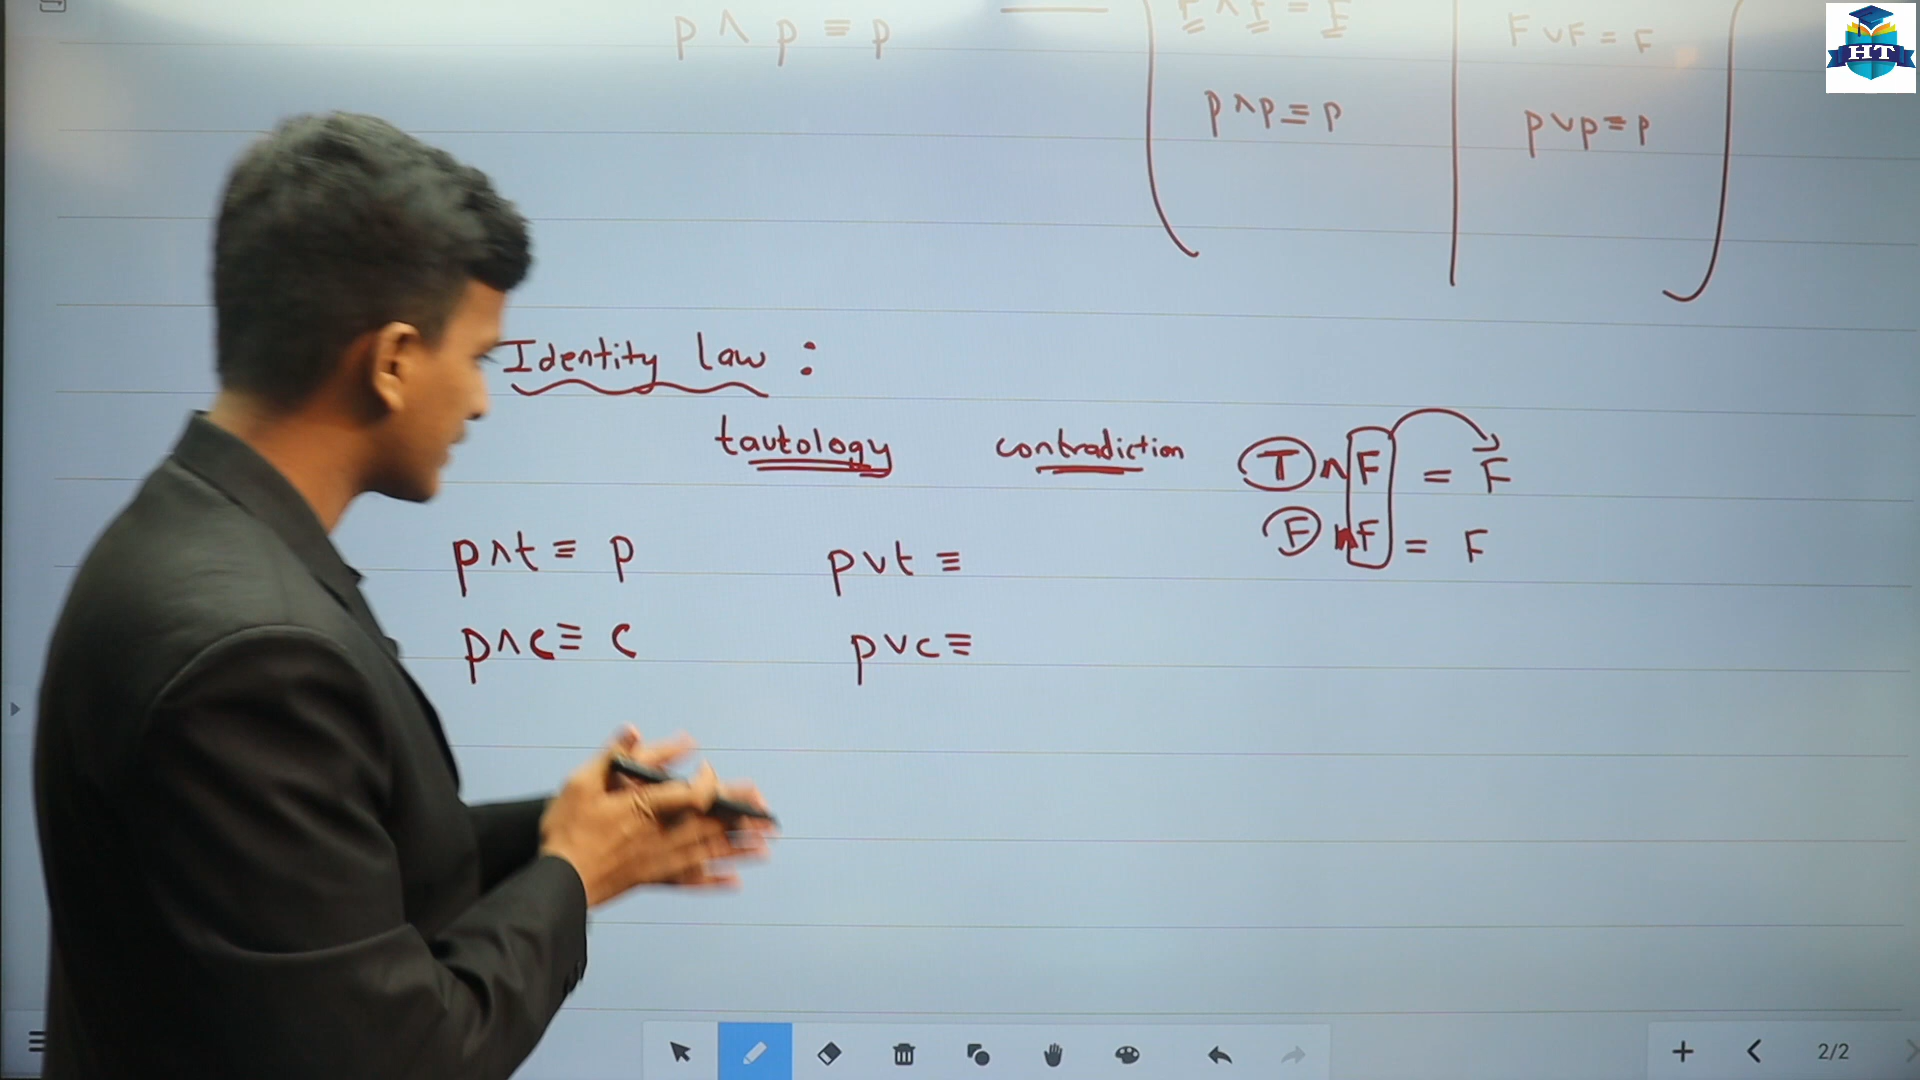 p ∧ p ≡ p
F ∧ F = F
F ∨ F = F
p ∧ p ≡ p
p ∨ p ≡ p
HT
Identity law :
tautology
contradiction
T ∧ F = F
F ∧ F = F
p ∧ t ≡ p
p ∨ t ≡
p ∧ c ≡ c
p ∨ c ≡
2/2